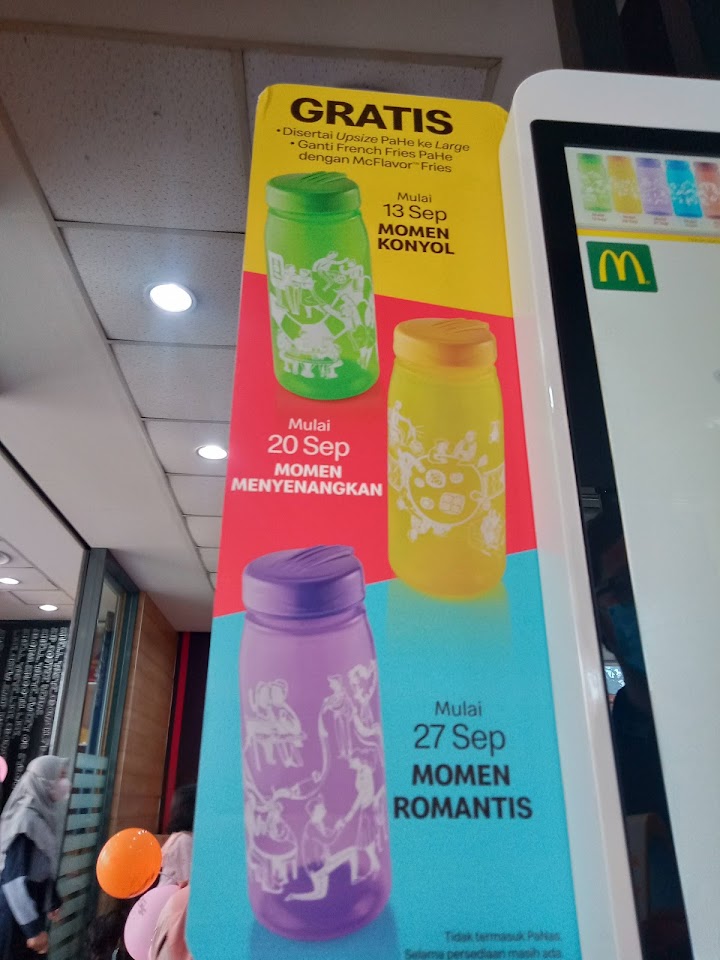 GRATIS
• Disertai Upsize PaHe ke Large
• Ganti French Fries PaHe
dengan McFlavor™ Fries
Mulai
13 Sep
MOMEN
KONYOL
Mulai
20 Sep
MOMEN
MENYENANGKAN
Mulai
27 Sep
MOMEN
ROMANTIS
Tidak termasuk PaNas.
Selama persediaan masih ada.